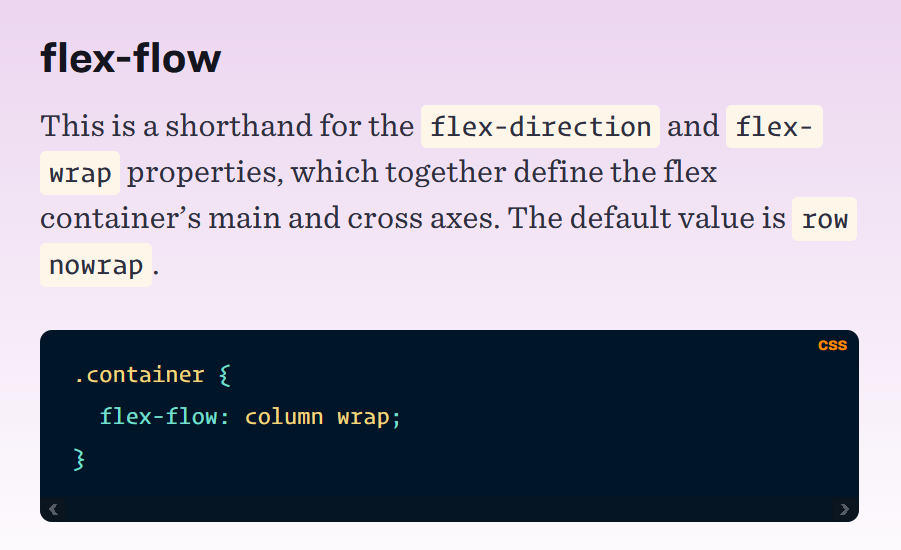 flex-flow
This is a shorthand for the flex-direction and flex-
wrap properties, which together define the flex
container’s main and cross axes. The default value is row
nowrap.
css
.container {
  flex-flow: column wrap;
}